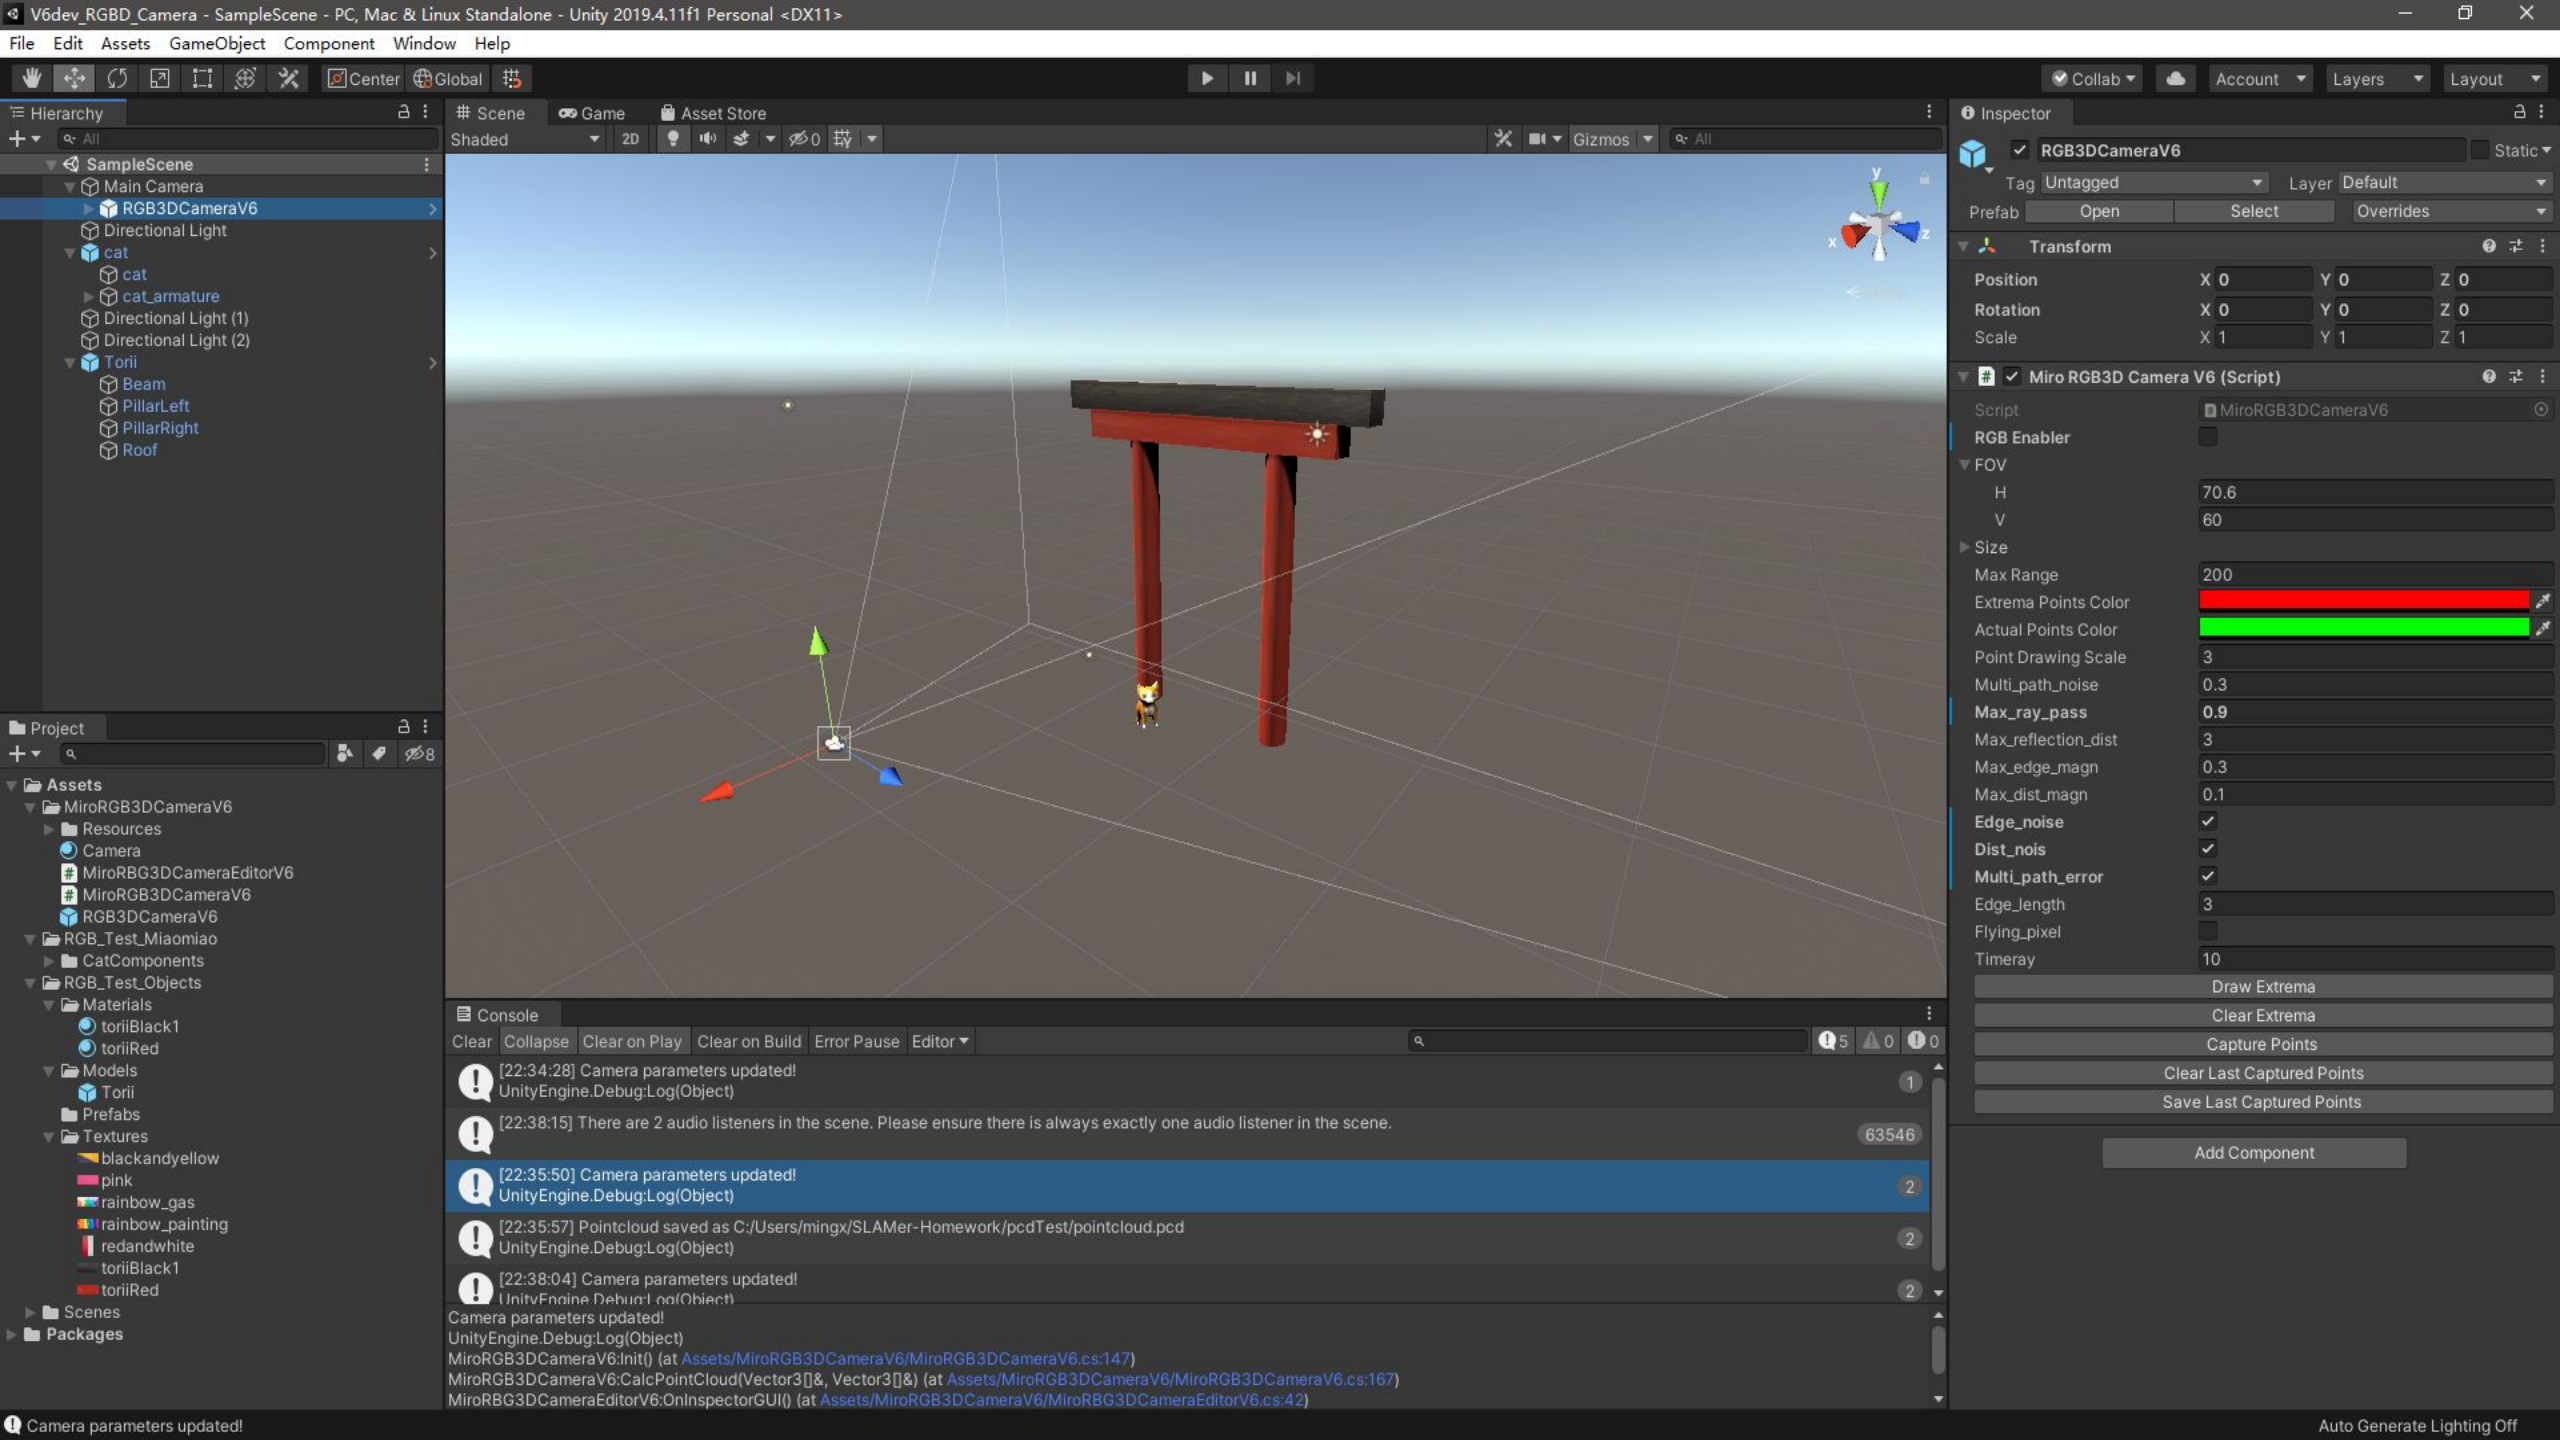 V6dev_RGBD_Camera - SampleScene - PC, Mac & Linux Standalone - Unity 2019.4.11f1 Personal <DX11>
File Edit Assets GameObject Component Window Help
Center Global
Collab Account Layers Layout
Hierarchy
All
SampleScene
Main Camera
RGB3DCameraV6
Directional Light
cat
cat
cat_armature
Directional Light (1)
Directional Light (2)
Torii
Beam
PillarLeft
PillarRight
Roof
Project
8
Assets
MiroRGB3DCameraV6
Resources
Camera
MiroRBG3DCameraEditorV6
MiroRGB3DCameraV6
RGB3DCameraV6
RGB_Test_Miaomiao
CatComponents
RGB_Test_Objects
Materials
toriiBlack1
toriiRed
Models
Torii
Prefabs
Textures
blackandyellow
pink
rainbow_gas
rainbow_painting
redandwhite
toriiBlack1
toriiRed
Scenes
Packages
Scene Game Asset Store
Shaded 2D 0 Gizmos All
y
x z
Console
Clear Collapse Clear on Play Clear on Build Error Pause Editor 5 0 0
[22:34:28] Camera parameters updated!
UnityEngine.Debug:Log(Object)
1
[22:38:15] There are 2 audio listeners in the scene. Please ensure there is always exactly one audio listener in the scene.
63546
[22:35:50] Camera parameters updated!
UnityEngine.Debug:Log(Object)
2
[22:35:57] Pointcloud saved as C:/Users/mingx/SLAMer-Homework/pcdTest/pointcloud.pcd
UnityEngine.Debug:Log(Object)
2
[22:38:04] Camera parameters updated!
UnityEngine.Debug:Log(Object)
2
Camera parameters updated!
UnityEngine.Debug:Log(Object)
MiroRGB3DCameraV6:Init() (at Assets/MiroRGB3DCameraV6/MiroRGB3DCameraV6.cs:147)
MiroRGB3DCameraV6:CalcPointCloud(Vector3[]&, Vector3[]&) (at Assets/MiroRGB3DCameraV6/MiroRGB3DCameraV6.cs:167)
MiroRBG3DCameraEditorV6:OnInspectorGUI() (at Assets/MiroRGB3DCameraV6/MiroRBG3DCameraEditorV6.cs:42)
Inspector
RGB3DCameraV6 Static
Tag Untagged Layer Default
Prefab Open Select Overrides
Transform
Position X 0 Y 0 Z 0
Rotation X 0 Y 0 Z 0
Scale X 1 Y 1 Z 1
Miro RGB3D Camera V6 (Script)
Script MiroRGB3DCameraV6
RGB Enabler
FOV
H 70.6
V 60
Size
Max Range 200
Extrema Points Color
Actual Points Color
Point Drawing Scale 3
Multi_path_noise 0.3
Max_ray_pass 0.9
Max_reflection_dist 3
Max_edge_magn 0.3
Max_dist_magn 0.1
Edge_noise
Dist_nois
Multi_path_error
Edge_length 3
Flying_pixel
Timeray 10
Draw Extrema
Clear Extrema
Capture Points
Clear Last Captured Points
Save Last Captured Points
Add Component
Camera parameters updated!
Auto Generate Lighting Off